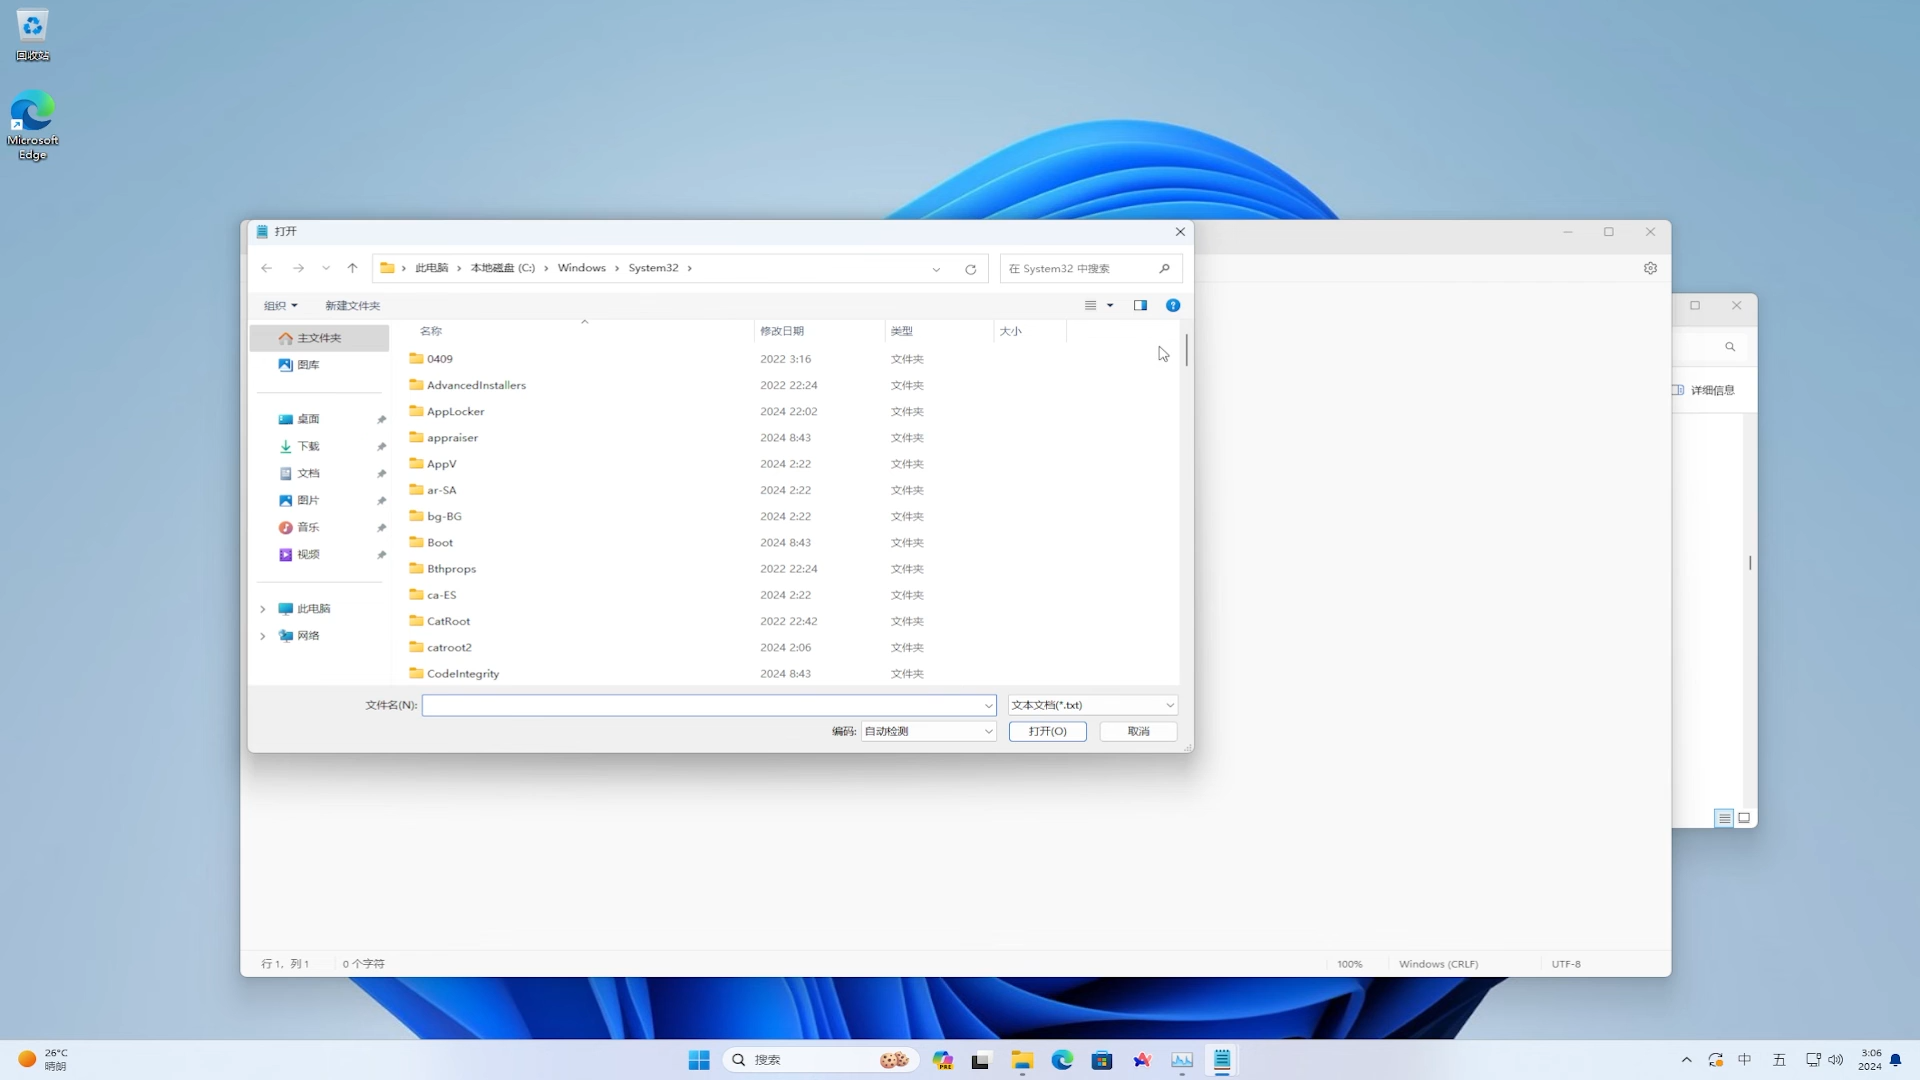 回收站
Microsoft
Edge
打开
此电脑 本地磁盘 (C:) Windows System32
在 System32 中搜索
组织 新建文件夹
名称 修改日期 类型 大小
主文件夹
图库
桌面
下载
文档
图片
音乐
视频
此电脑
网络
0409 2022 3:16 文件夹
AdvancedInstallers 2022 22:24 文件夹
AppLocker 2024 22:02 文件夹
appraiser 2024 8:43 文件夹
AppV 2024 2:22 文件夹
ar-SA 2024 2:22 文件夹
bg-BG 2024 2:22 文件夹
Boot 2024 8:43 文件夹
Bthprops 2022 22:24 文件夹
ca-ES 2024 2:22 文件夹
CatRoot 2022 22:42 文件夹
catroot2 2024 2:06 文件夹
CodeIntegrity 2024 8:43 文件夹
文件名(N): 文本文档(*.txt)
编码: 自动检测 打开(O) 取消
详细信息
行 1，列 1 0 个字符 100% Windows (CRLF) UTF-8
26°C
晴朗
搜索
PRE
中
五
3:06
2024